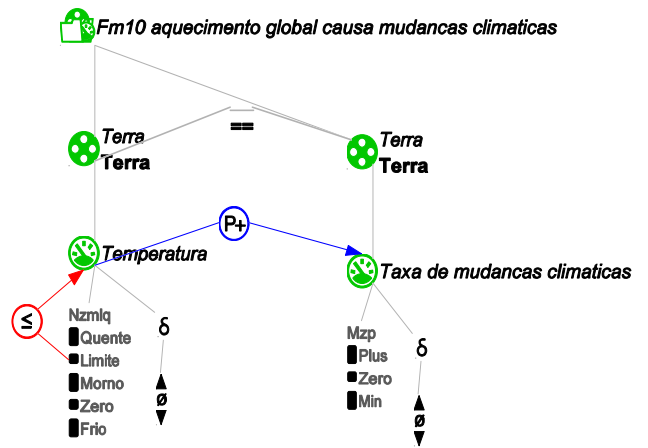 Fm10 aquecimento global causa mudancas climaticas
Terra
Terra
==
Terra
Terra
P+
Temperatura
Taxa de mudancas climaticas
≤
Nzmlq
Quente
Limite
Morno
Zero
Frio
δ
ø
Mzp
Plus
Zero
Min
δ
ø